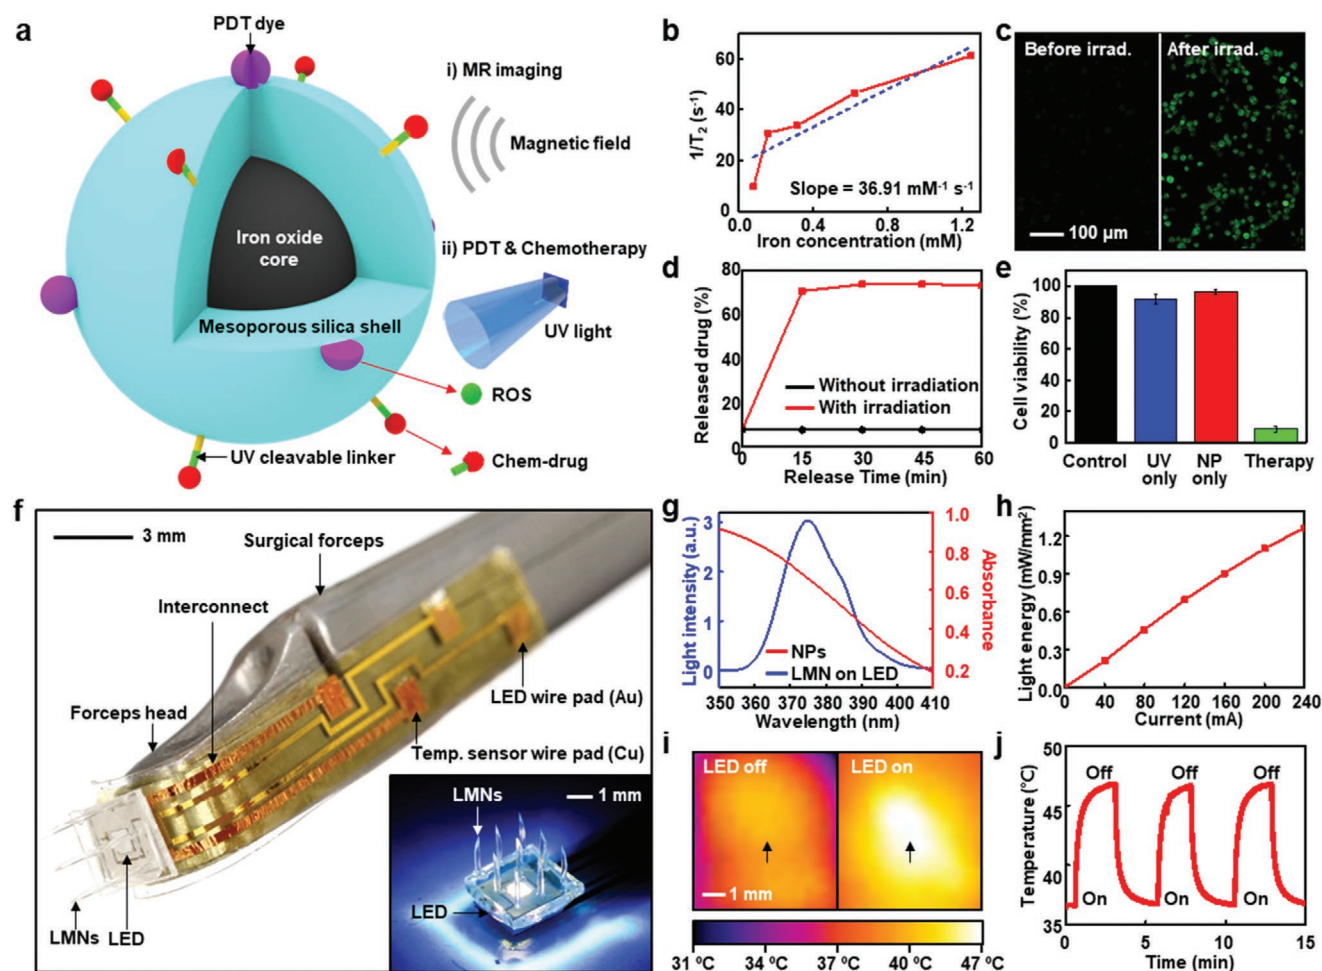 a
PDT dye
i) MR imaging
Magnetic field
Iron oxide
core
ii) PDT & Chemotherapy
Mesoporous silica shell
UV light
ROS
UV cleavable linker
Chem-drug
b
60
40
20
0
1/T2 (s-1)
Slope = 36.91 mM-1 s-1
0.0 0.4 0.8 1.2
Iron concentration (mM)
c
Before irrad. After irrad.
100 µm
d
80
60
40
20
0
Released drug (%)
Without irradiation
With irradiation
0 15 30 45 60
Release Time (min)
e
100
80
60
40
20
0
Cell viability (%)
Control UV only NP only Therapy
f
3 mm
Surgical forceps
Interconnect
LED wire pad (Au)
Forceps head
Temp. sensor wire pad (Cu)
LMNs
1 mm
LED
LMNs LED
g
3
2
1
0
Light intensity (a.u.)
1.0
0.8
0.6
0.4
0.2
Absorbance
NPs
LMN on LED
350 360 370 380 390 400 410
Wavelength (nm)
h
1.2
0.9
0.6
0.3
0.0
Light energy (mW/mm2)
0 40 80 120 160 200 240
Current (mA)
i
LED off LED on
1 mm
31 ºC 34 ºC 37 ºC 40 ºC 47 ºC
j
50
45
40
35
Temperature (°C)
Off Off Off
On On On
0 5 10 15
Time (min)